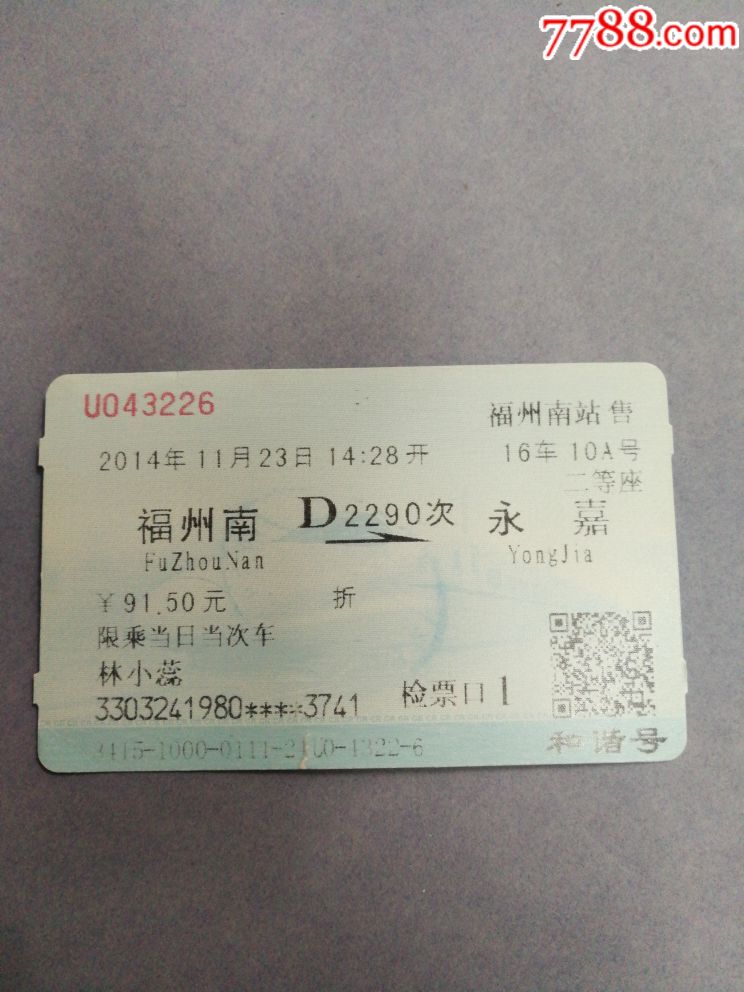 7788.com
U043226
福州南站售
2014年11月23日14:28开
16车10A号
二等座
福州南 D2290次 永嘉
FuZhouNan YongJia
￥91.50元 折
限乘当日当次车
林小蕊
3303241980****3741
检票口1
和谐号